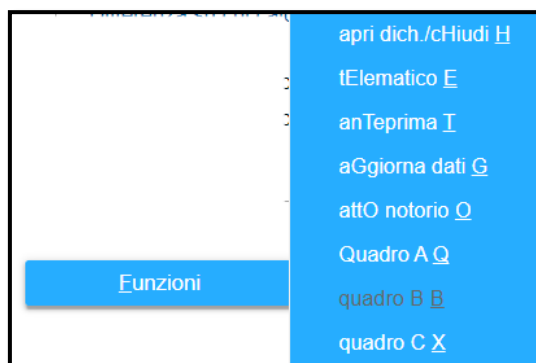 apri dich./cHiudi H
tElematico E
anTeprima T
aGgiorna dati G
attO notorio O
Quadro A Q
Funzioni
quadro B B
quadro C X